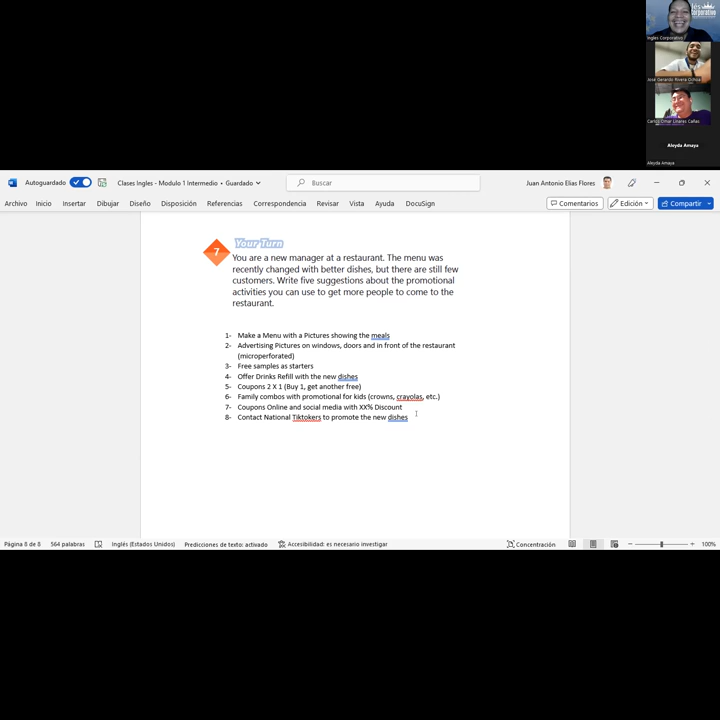 Inglés Corporativo
José Gerardo Rivera Ochoa
Carlos Omar Linares Callas
Aleyda Amaya
Aleyda Amaya
Autoguardado
Clases Ingles - Modulo 1 Intermedio • Guardado
Buscar
Juan Antonio Elias Flores
Archivo Inicio Insertar Dibujar Diseño Disposición Referencias Correspondencia Revisar Vista Ayuda DocuSign
Comentarios Edición Compartir
7 Your Turn
You are a new manager at a restaurant. The menu was
recently changed with better dishes, but there are still few
customers. Write five suggestions about the promotional
activities you can use to get more people to come to the
restaurant.
1- Make a Menu with a Pictures showing the meals
2- Advertising Pictures on windows, doors and in front of the restaurant
(microperforated)
3- Free samples as starters
4- Offer Drinks Refill with the new dishes
5- Coupons 2 X 1 (Buy 1, get another free)
6- Family combos with promotional for kids (crowns, crayolas, etc.)
7- Coupons Online and social media with XX% Discount
8- Contact National Tiktokers to promote the new dishes
Página 8 de 8 564 palabras Inglés (Estados Unidos) Predicciones de texto: activado Accesibilidad: es necesario investigar Concentración 100%